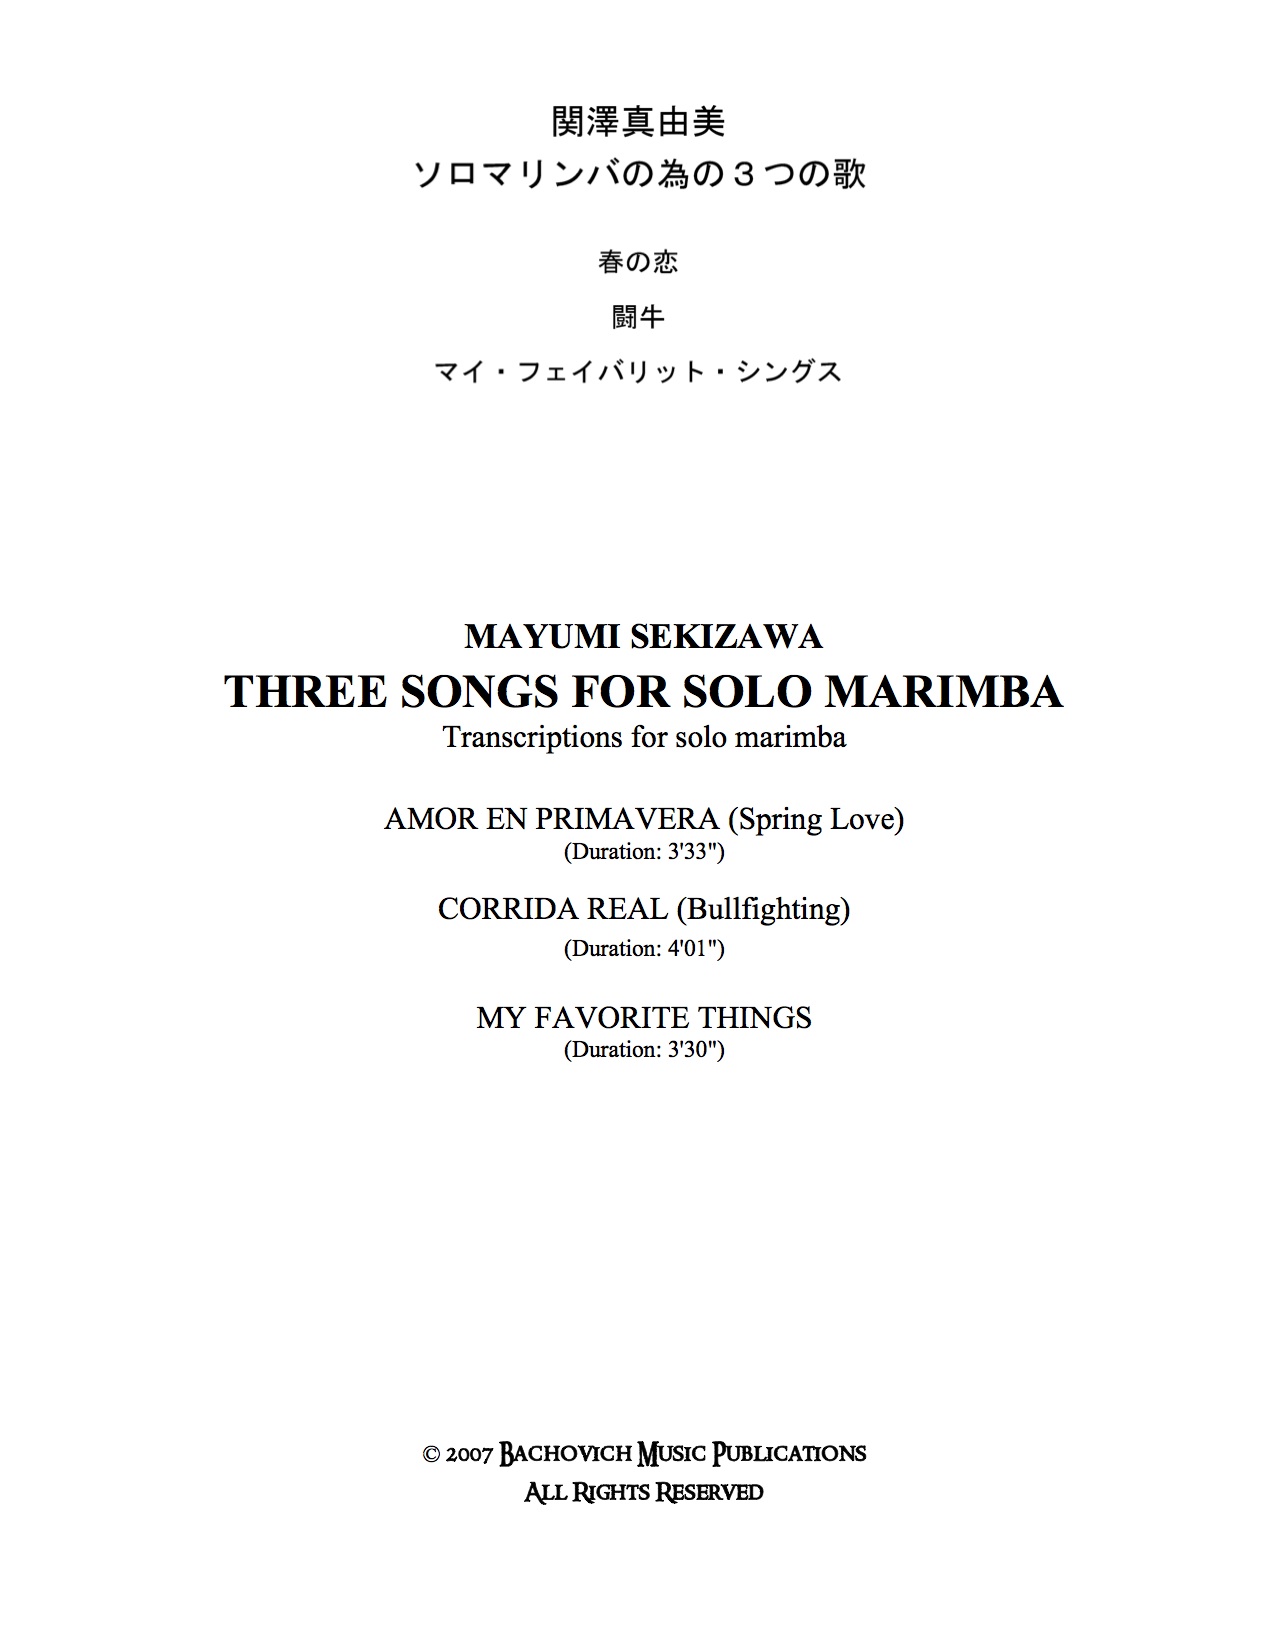 関澤真由美
ソロマリンバの為の３つの歌
春の恋
闘牛
マイ・フェイバリット・シングス
MAYUMI SEKIZAWA
THREE SONGS FOR SOLO MARIMBA
Transcriptions for solo marimba
AMOR EN PRIMAVERA (Spring Love)
(Duration: 3'33")
CORRIDA REAL (Bullfighting)
(Duration: 4'01")
MY FAVORITE THINGS
(Duration: 3'30")
© 2007 BACHOVICH MUSIC PUBLICATIONS
ALL RIGHTS RESERVED